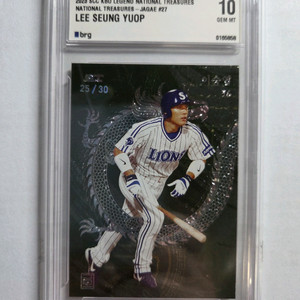 2025 SCC KBO LEGEND NATIONAL TREASURES
NATIONAL TREASURES - JAGAE #27
LEE SEUNG YUOP
brg
10
GEM MT
25 / 30
LIONS